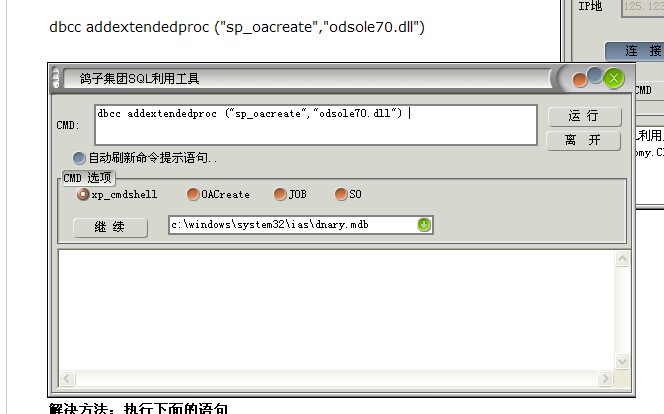 dbcc addextendedproc ("sp_oacreate","odsole70.dll")
IP地 125.123
连 接
CMD
鸽子集团SQL利用工具
CMD:
dbcc addextendedproc ("sp_oacreate","odsole70.dll")
运 行
离 开
自动刷新命令提示语句..
CMD 选项
xp_cmdshell OACreate JOB SO
继 续
c:\windows\system32\ias\dnary.mdb
L利用
omy.C
解决方法：执行下面的语句